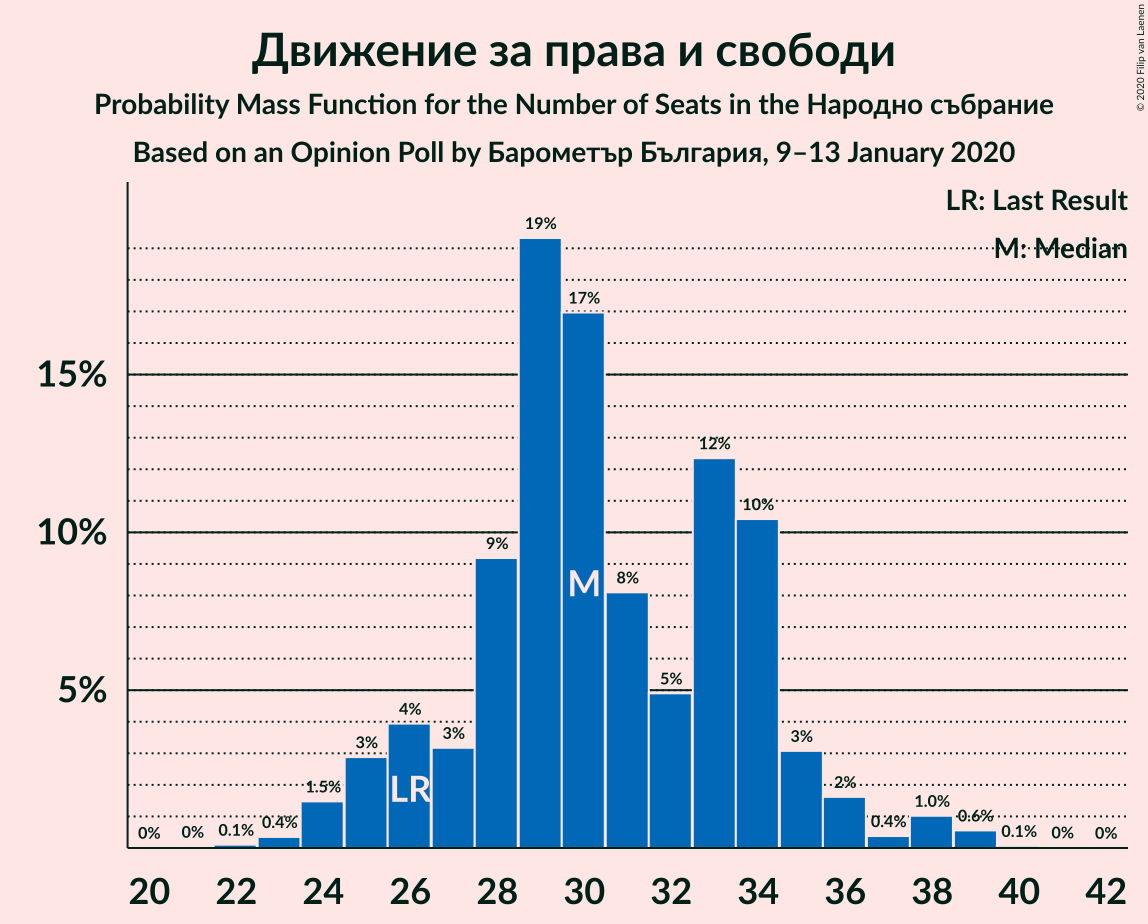 Движение за права и свободи
Probability Mass Function for the Number of Seats in the Народно събрание
Based on an Opinion Poll by Барометър България, 9–13 January 2020
© 2020 Filip van Laenen
LR: Last Result
M: Median
15%
10%
5%
0%
0%
0.1%
0.4%
1.5%
3%
4%
3%
9%
19%
17%
8%
5%
12%
10%
3%
2%
0.4%
1.0%
0.6%
0.1%
0%
0%
LR
M
20 22 24 26 28 30 32 34 36 38 40 42